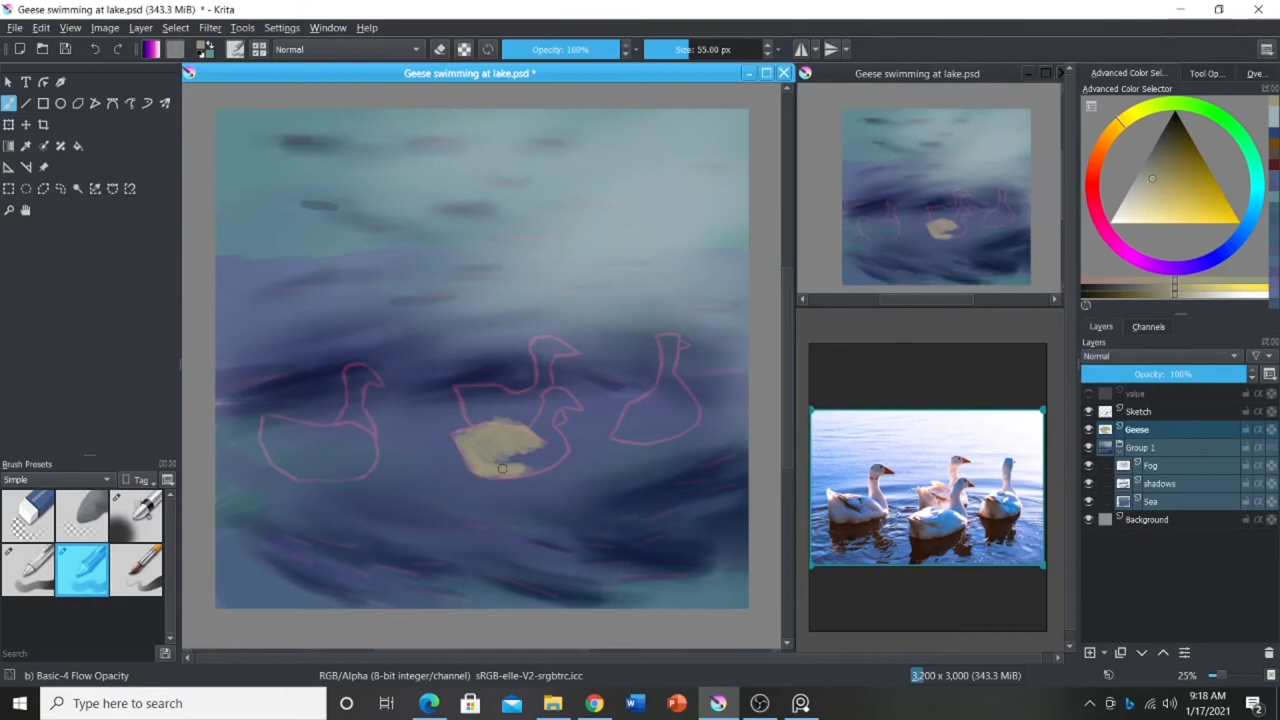 Geese swimming at lake.psd (343.3 MiB) * - Krita
File Edit View Image Layer Select Filter Tools Settings Window Help
Normal Opacity: 100% Size: 55.00 px
Geese swimming at lake.psd * Geese swimming at lake.psd
Advanced Color Sel... Tool Op... Ove...
Advanced Color Selector
Layers Channels
Layers
Normal
Opacity: 100%
value
Sketch
Geese
Group 1
Fog
shadows
Sea
Background
Brush Presets
Simple Tag
Search
b) Basic-4 Flow Opacity RGB/Alpha (8-bit integer/channel) sRGB-elle-V2-srgbtrc.icc 3,200 x 3,000 (343.3 MiB) 25%
Type here to search
9:18 AM
1/17/2021
2